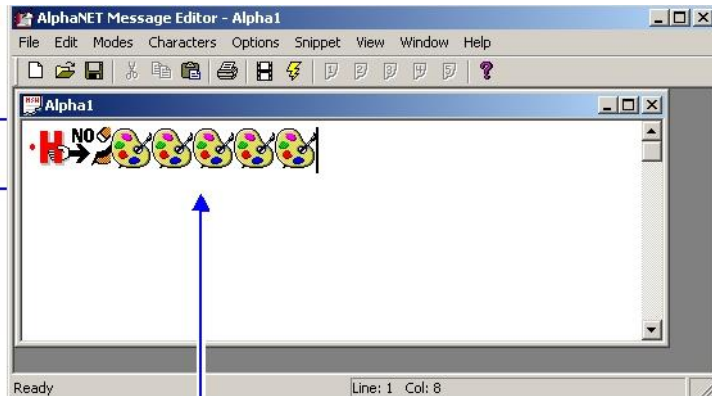 AlphaNET Message Editor - Alpha1
File Edit Modes Characters Options Snippet View Window Help
Alpha1
H NO
Ready Line: 1 Col: 8